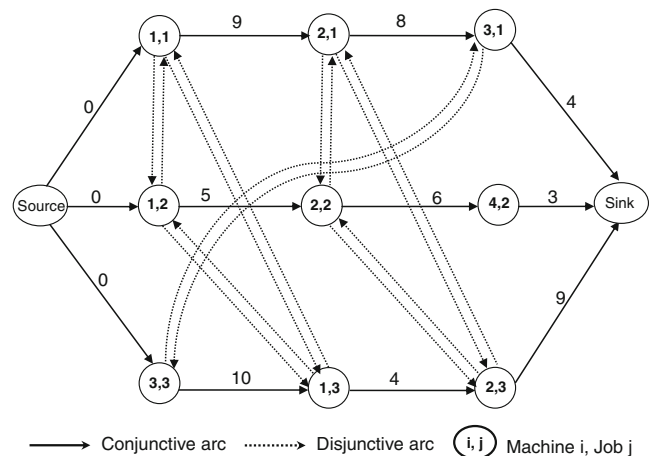 1,1 9 2,1 8 3,1
0 4
Source 0 1,2 5 2,2 6 4,2 3 Sink
0 9
3,3 10 1,3 4 2,3
Conjunctive arc Disjunctive arc i, j Machine i, Job j